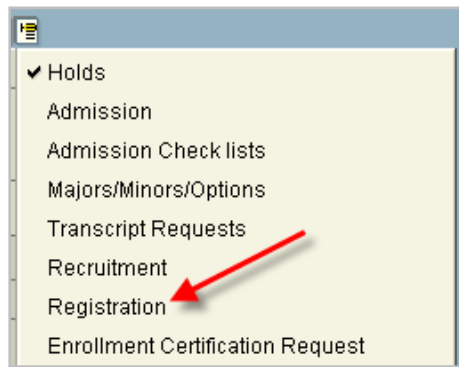 ✔ Holds
Admission
Admission Check lists
Majors/Minors/Options
Transcript Requests
Recruitment
Registration
Enrollment Certification Request